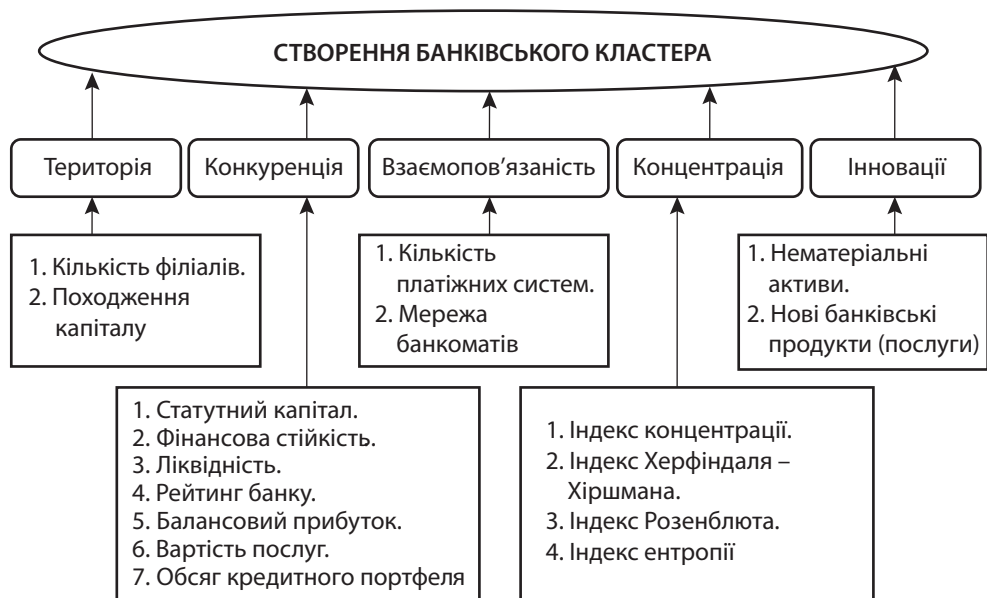 СТВОРЕННЯ БАНКІВСЬКОГО КЛАСТЕРА
Територія
Конкуренція
Взаємопов’язаність
Концентрація
Інновації
1. Кількість філіалів.
2. Походження
капіталу
1. Кількість
платіжних систем.
2. Мережа
банкоматів
1. Нематеріальні
активи.
2. Нові банківські
продукти (послуги)
1. Статутний капітал.
2. Фінансова стійкість.
3. Ліквідність.
4. Рейтинг банку.
5. Балансовий прибуток.
6. Вартість послуг.
7. Обсяг кредитного портфеля
1. Індекс концентрації.
2. Індекс Херфіндаля –
Хіршмана.
3. Індекс Розенблюта.
4. Індекс ентропії